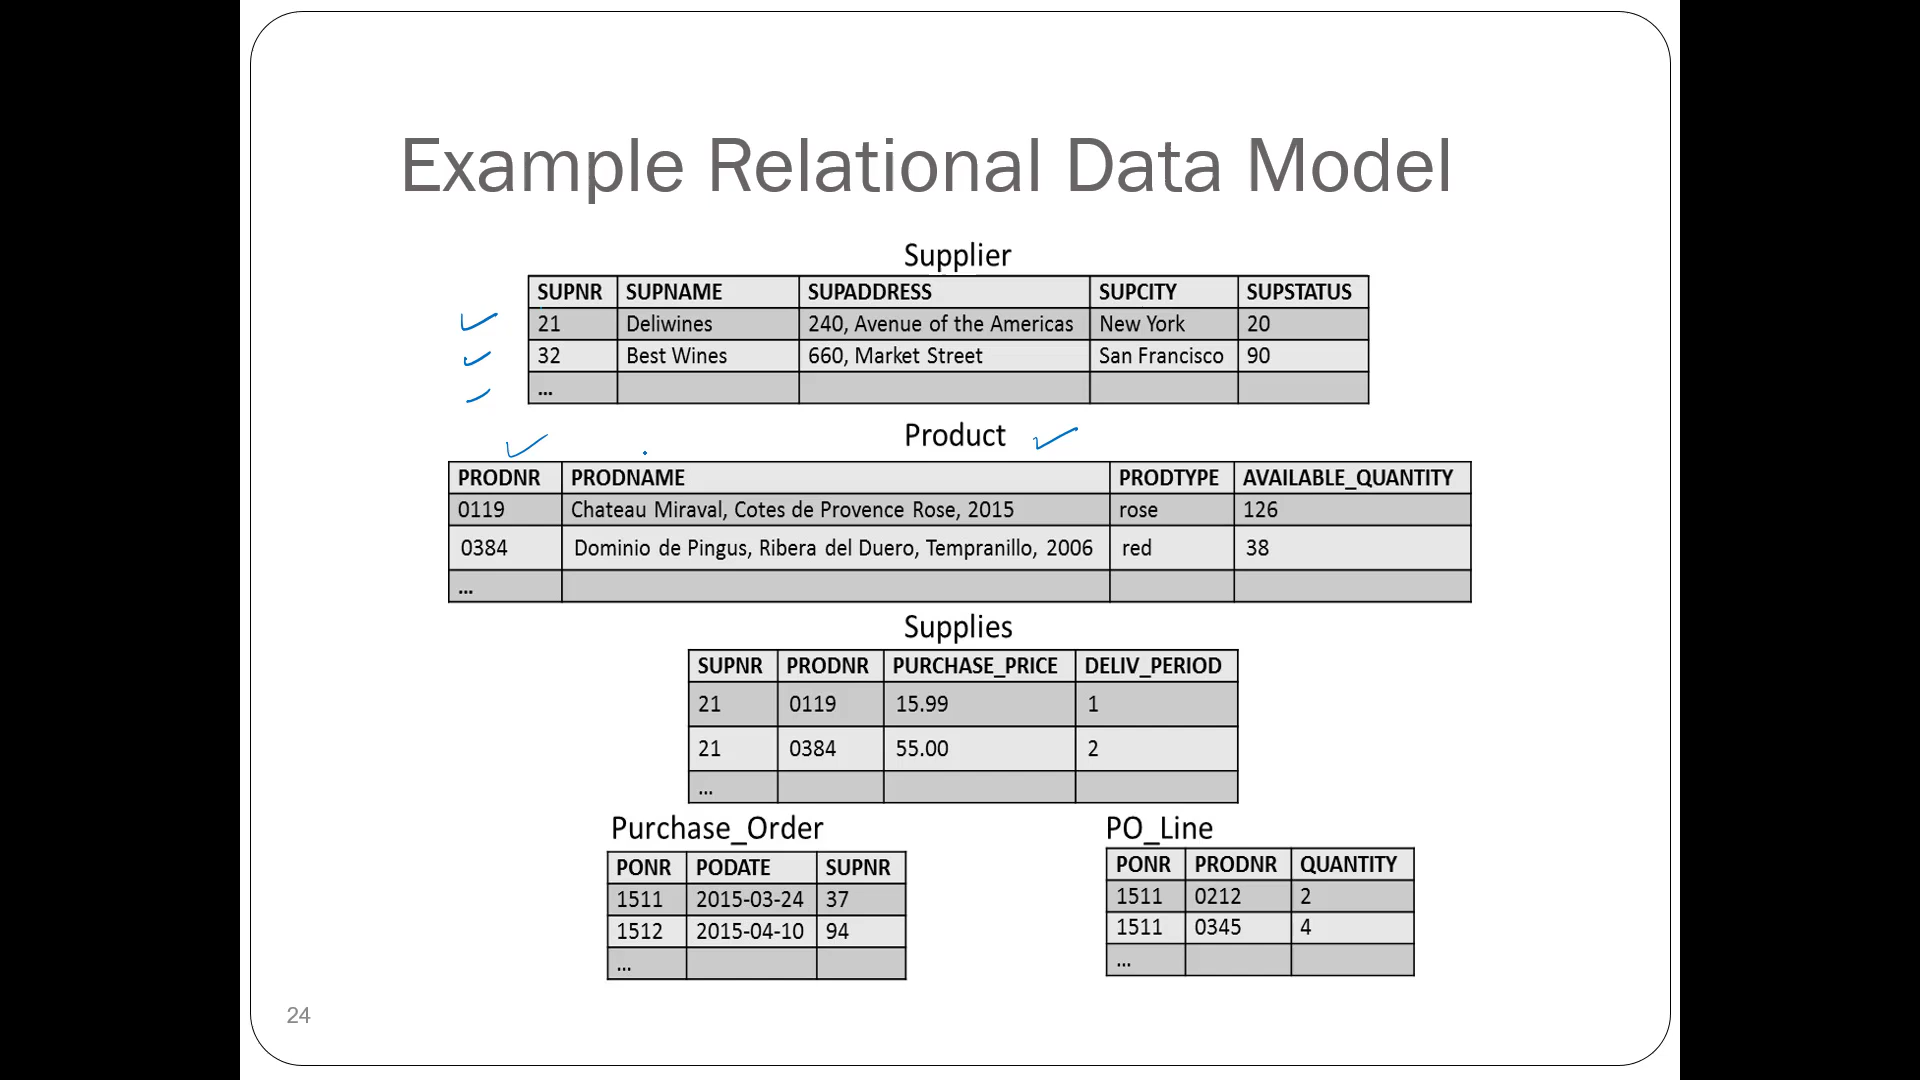 Example Relational Data Model
Supplier
SUPNR SUPNAME SUPADDRESS SUPCITY SUPSTATUS
21 Deliwines 240, Avenue of the Americas New York 20
32 Best Wines 660, Market Street San Francisco 90
...
Product
PRODNR PRODNAME PRODTYPE AVAILABLE_QUANTITY
0119 Chateau Miraval, Cotes de Provence Rose, 2015 rose 126
0384 Dominio de Pingus, Ribera del Duero, Tempranillo, 2006 red 38
...
Supplies
SUPNR PRODNR PURCHASE_PRICE DELIV_PERIOD
21 0119 15.99 1
21 0384 55.00 2
...
Purchase_Order
PONR PODATE SUPNR
1511 2015-03-24 37
1512 2015-04-10 94
...
PO_Line
PONR PRODNR QUANTITY
1511 0212 2
1511 0345 4
...
24